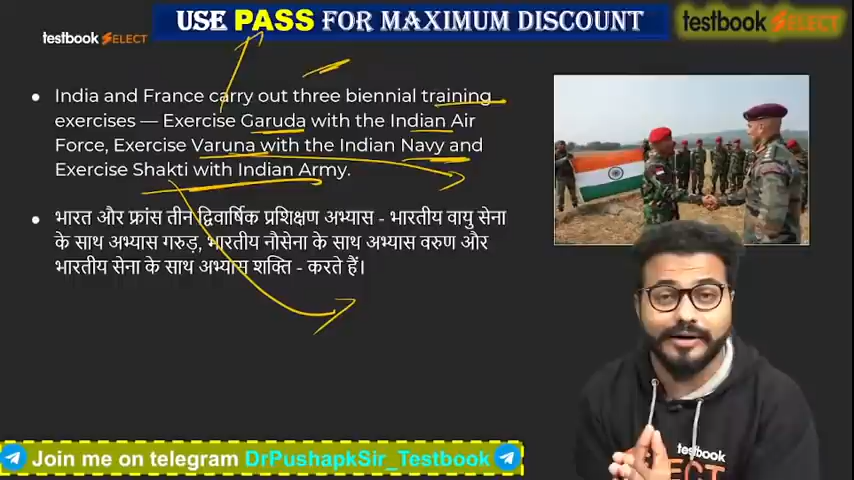 USE PASS FOR MAXIMUM DISCOUNT
testbook SELECT
testbook SELECT
India and France carry out three biennial training
exercises — Exercise Garuda with the Indian Air
Force, Exercise Varuna with the Indian Navy and
Exercise Shakti with Indian Army.
भारत और फ्रांस तीन द्विवार्षिक प्रशिक्षण अभ्यास - भारतीय वायु सेना
के साथ अभ्यास गरुड़, भारतीय नौसेना के साथ अभ्यास वरुण और
भारतीय सेना के साथ अभ्यास शक्ति - करते हैं।
testbook
SELECT
Join me on telegram DrPushapkSir_Testbook